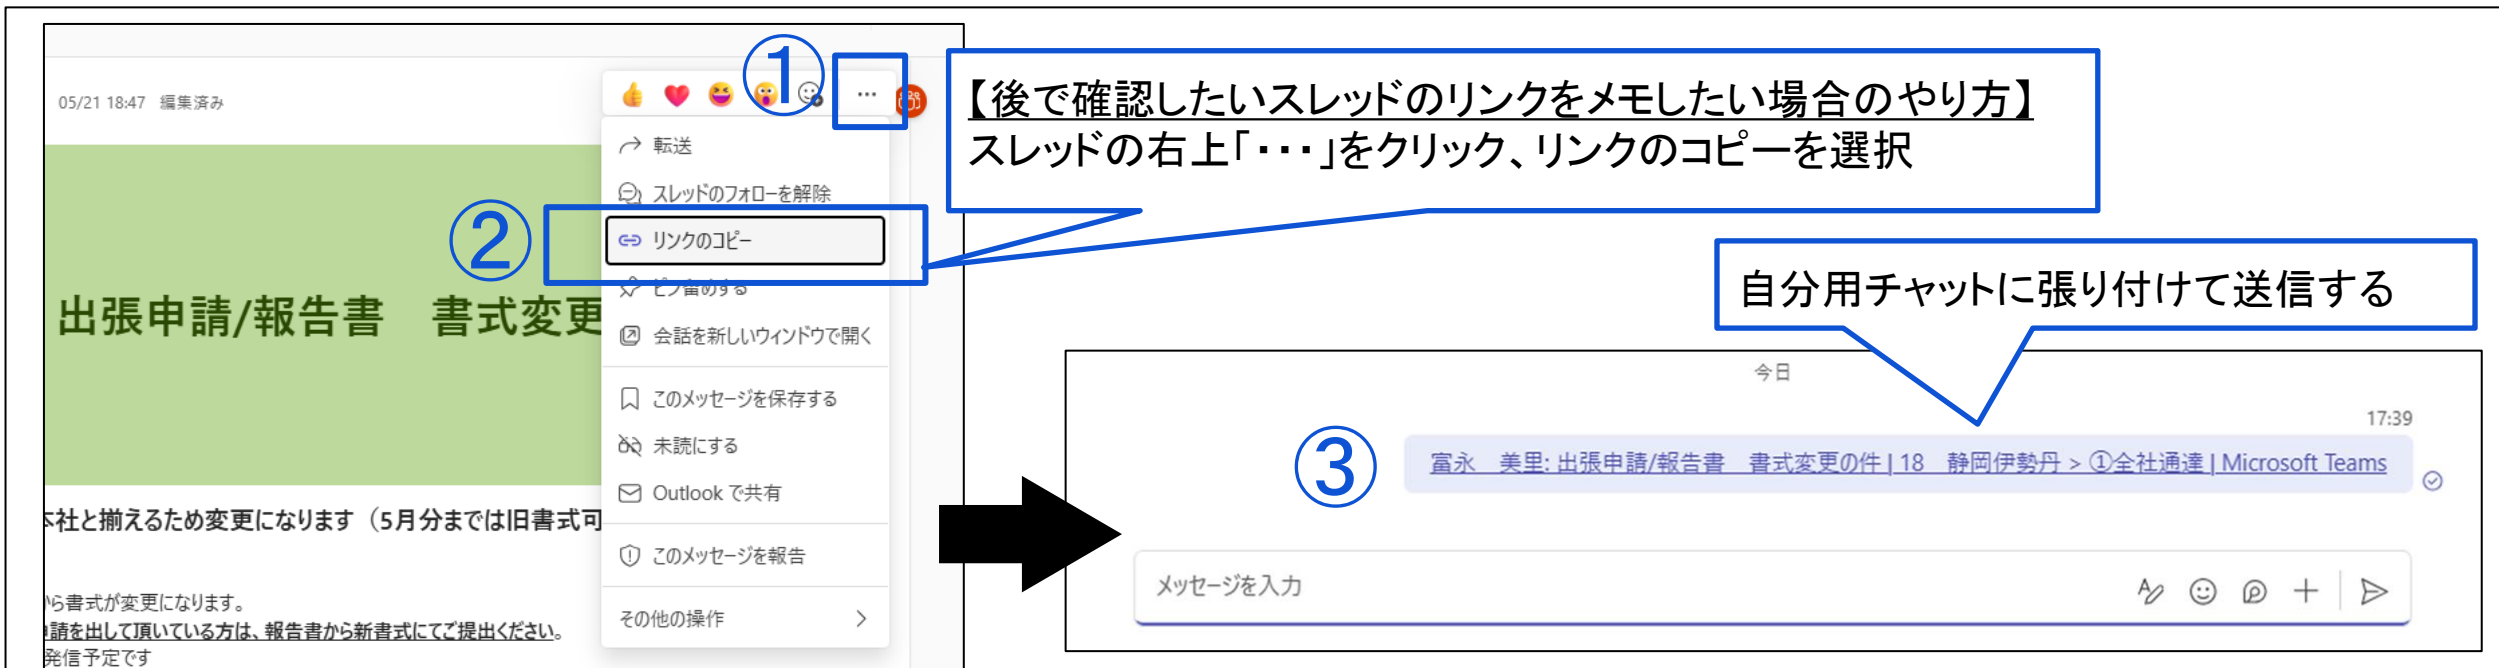 05/21 18:47 編集済み
①
…
転送
スレッドのフォローを解除
②
リンクのコピー
ピン留めする
会話を新しいウィンドウで開く
このメッセージを保存する
未読にする
Outlook で共有
このメッセージを報告
その他の操作
出張申請/報告書 書式変更
本社と揃えるため変更になります（5月分までは旧書式可
から書式が変更になります。
申請を出して頂いている方は、報告書から新書式にてご提出ください。
発信予定です
【後で確認したいスレッドのリンクをメモしたい場合のやり方】
スレッドの右上「・・・」をクリック、リンクのコピーを選択
自分用チャットに張り付けて送信する
今日
17:39
③
富永 美里: 出張申請/報告書 書式変更の件 | 18 静岡伊勢丹 > ①全社通達 | Microsoft Teams
メッセージを入力